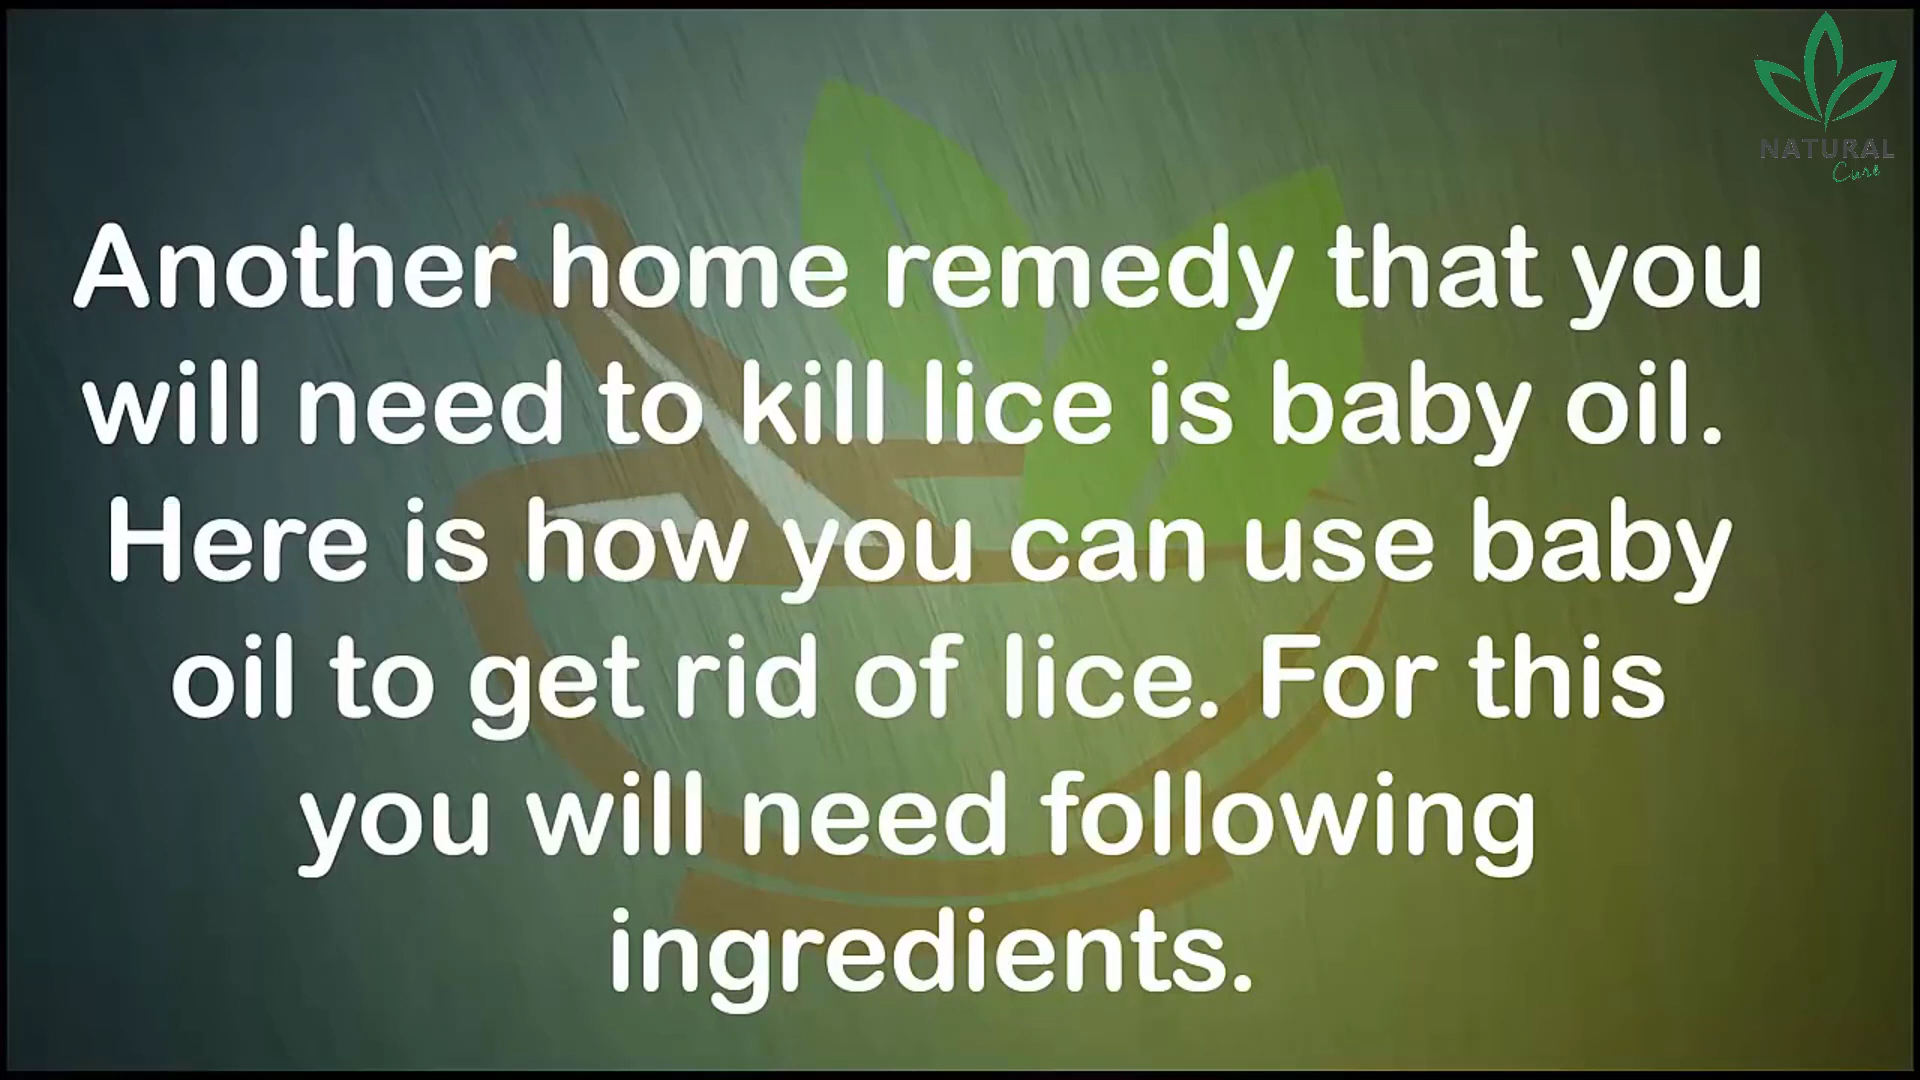 NATURAL
Cure
Another home remedy that you
will need to kill lice is baby oil.
Here is how you can use baby
oil to get rid of lice. For this
you will need following
ingredients.